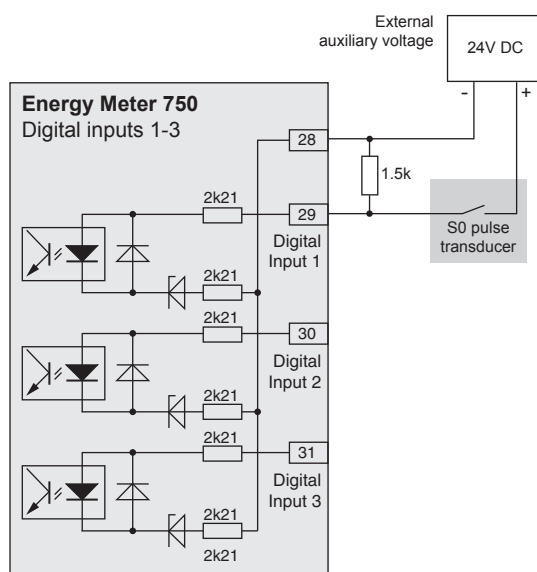 External
auxiliary voltage
24V DC
- +
Energy Meter 750
Digital inputs 1-3
28
1.5k
2k21
29
S0 pulse
transducer
Digital
Input 1
2k21
2k21
30
Digital
Input 2
2k21
2k21
31
Digital
Input 3
2k21
2k21